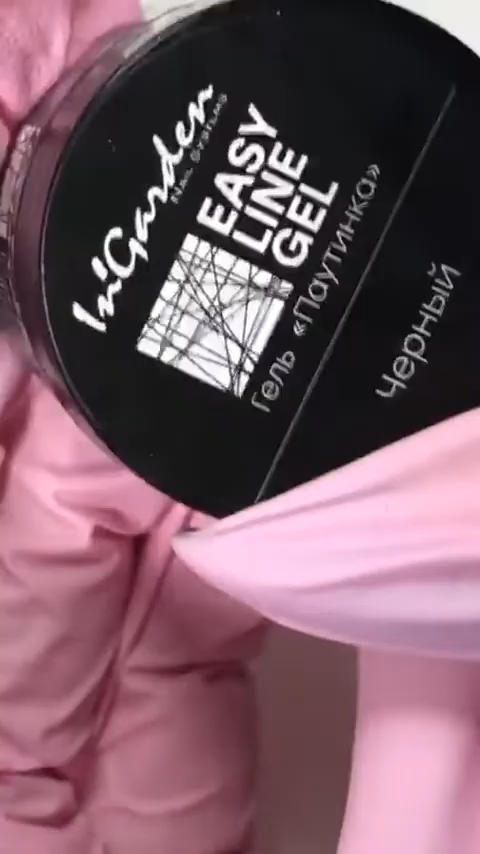 In'Garden
Nail Systems
EASY
LINE
GEL
Гель «Паутинка»
Черный